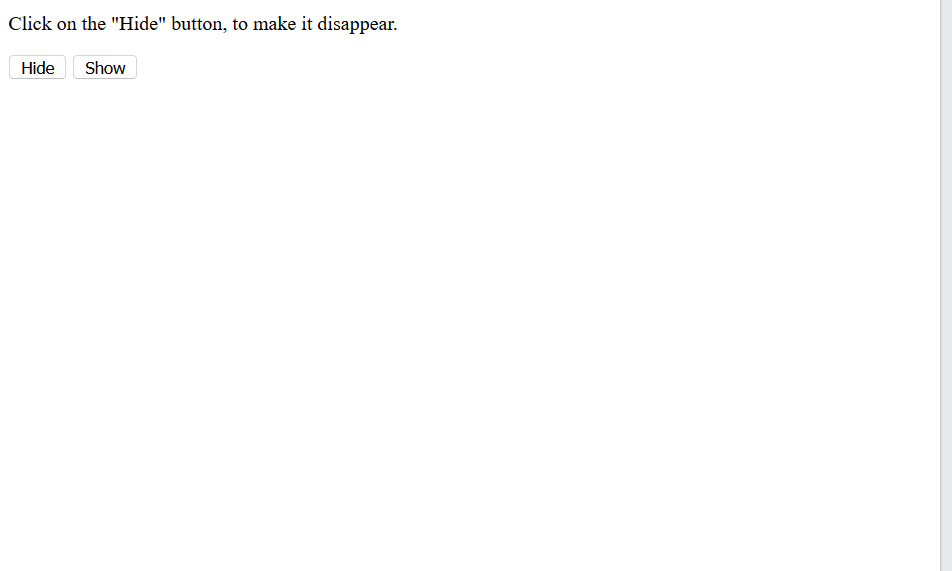 Click on the "Hide" button, to make it disappear.
Hide Show